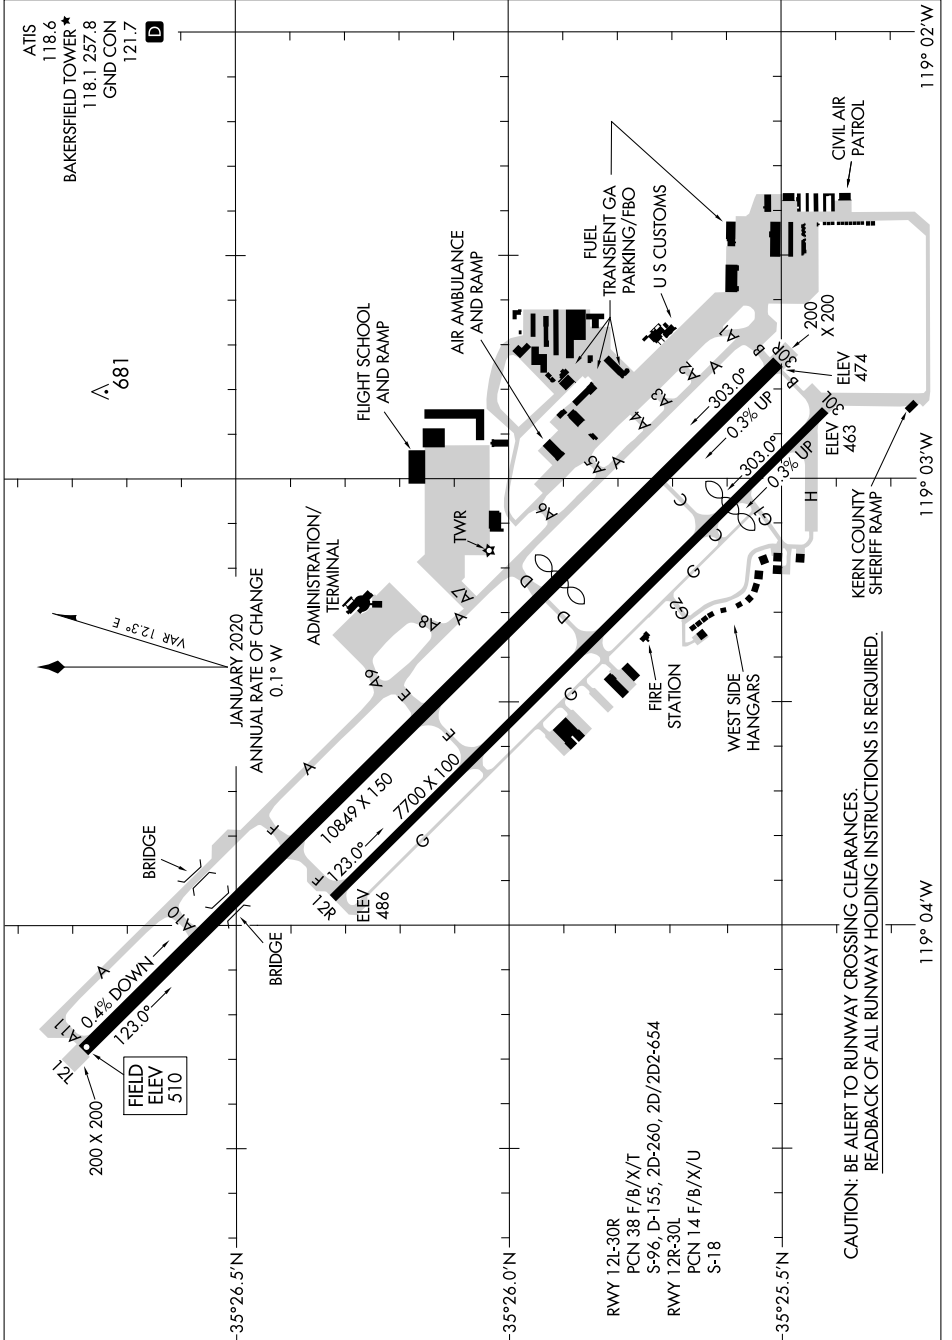 ATIS
118.6
BAKERSFIELD TOWER★
118.1 257.8
GND CON
121.7
D
681
VAR 12.3° E
JANUARY 2020
ANNUAL RATE OF CHANGE
0.1° W
FLIGHT SCHOOL
AND RAMP
AIR AMBULANCE
AND RAMP
FUEL
TRANSIENT GA
PARKING/FBO
U S CUSTOMS
CIVIL AIR
PATROL
ADMINISTRATION/
TERMINAL
TWR
BRIDGE
BRIDGE
A11
A
A10
F
A
E
A9
A8
A
A7
D
A6
A5
A
A4
A3
A2
A
A1
B
B
12L
0.4% DOWN
123.0°
200 X 200
FIELD
ELEV
510
10849 X 150
303.0°
0.3% UP
30R
200
X 200
ELEV
474
F
12R
ELEV
486
123.0°
7700 X 100
303.0°
0.3% UP
30L
ELEV
463
E
D
C
C
G
G
G
G1
G2
H
FIRE
STATION
WEST SIDE
HANGARS
KERN COUNTY
SHERIFF RAMP
RWY 12L-30R
PCN 38 F/B/X/T
S-96, D-155, 2D-260, 2D/2D2-654
RWY 12R-30L
PCN 14 F/B/X/U
S-18
CAUTION: BE ALERT TO RUNWAY CROSSING CLEARANCES.
READBACK OF ALL RUNWAY HOLDING INSTRUCTIONS IS REQUIRED.
35°26.5'N
35°26.0'N
35°25.5'N
119° 04'W
119° 03'W
119° 02'W